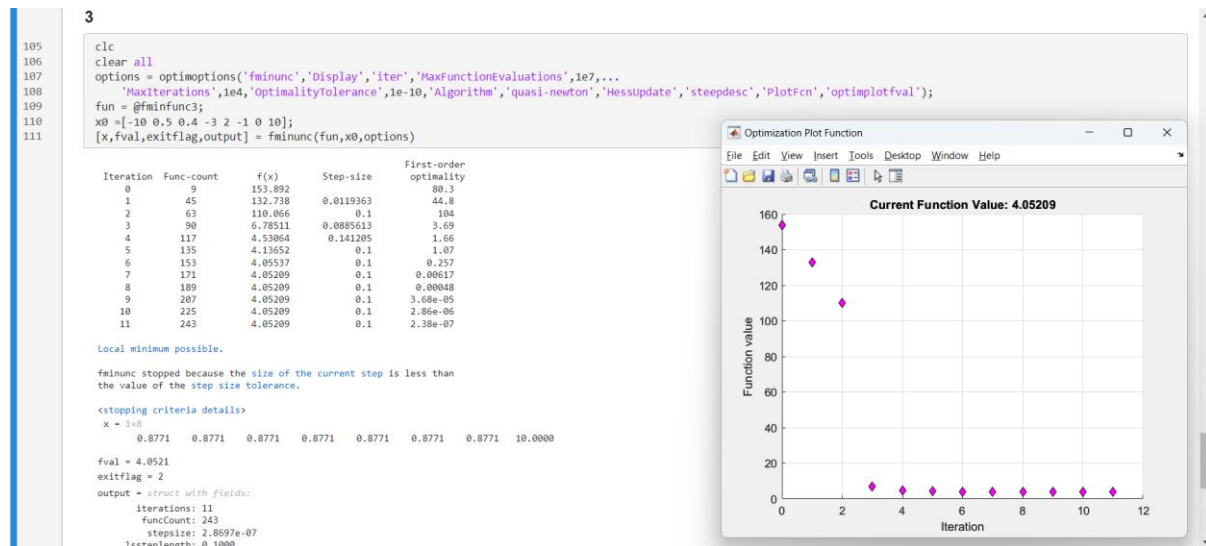 3
105 clc
106 clear all
107 options = optimoptions('fminunc','Display','iter','MaxFunctionEvaluations',1e7,...
108 'MaxIterations',1e4,'OptimalityTolerance',1e-10,'Algorithm','quasi-newton','HessUpdate','steepdesc','PlotFcn','optimplotfval');
109 fun = @fminfunc3;
110 x0 =[-10 0.5 0.4 -3 2 -1 0 10];
111 [x,fval,exitflag,output] = fminunc(fun,x0,options)
First-order
Iteration Func-count f(x) Step-size optimality
0 9 153.892 80.3
1 45 132.738 0.0119363 44.8
2 63 110.066 0.1 104
3 90 6.78511 0.0885613 3.69
4 117 4.53064 0.141205 1.66
5 135 4.13652 0.1 1.07
6 153 4.05537 0.1 0.257
7 171 4.05209 0.1 0.00617
8 189 4.05209 0.1 0.00048
9 207 4.05209 0.1 3.68e-05
10 225 4.05209 0.1 2.86e-06
11 243 4.05209 0.1 2.38e-07
Local minimum possible.
fminunc stopped because the size of the current step is less than
the value of the step size tolerance.
<stopping criteria details>
x = 1×8
0.8771 0.8771 0.8771 0.8771 0.8771 0.8771 0.8771 10.0000
fval = 4.0521
exitflag = 2
output = struct with fields:
iterations: 11
funcCount: 243
stepsize: 2.8697e-07
lssteplength: 0.1000
Optimization Plot Function
File Edit View Insert Tools Desktop Window Help
Current Function Value: 4.05209
160
140
120
100
80
60
40
20
0
Function value
0 2 4 6 8 10 12
Iteration